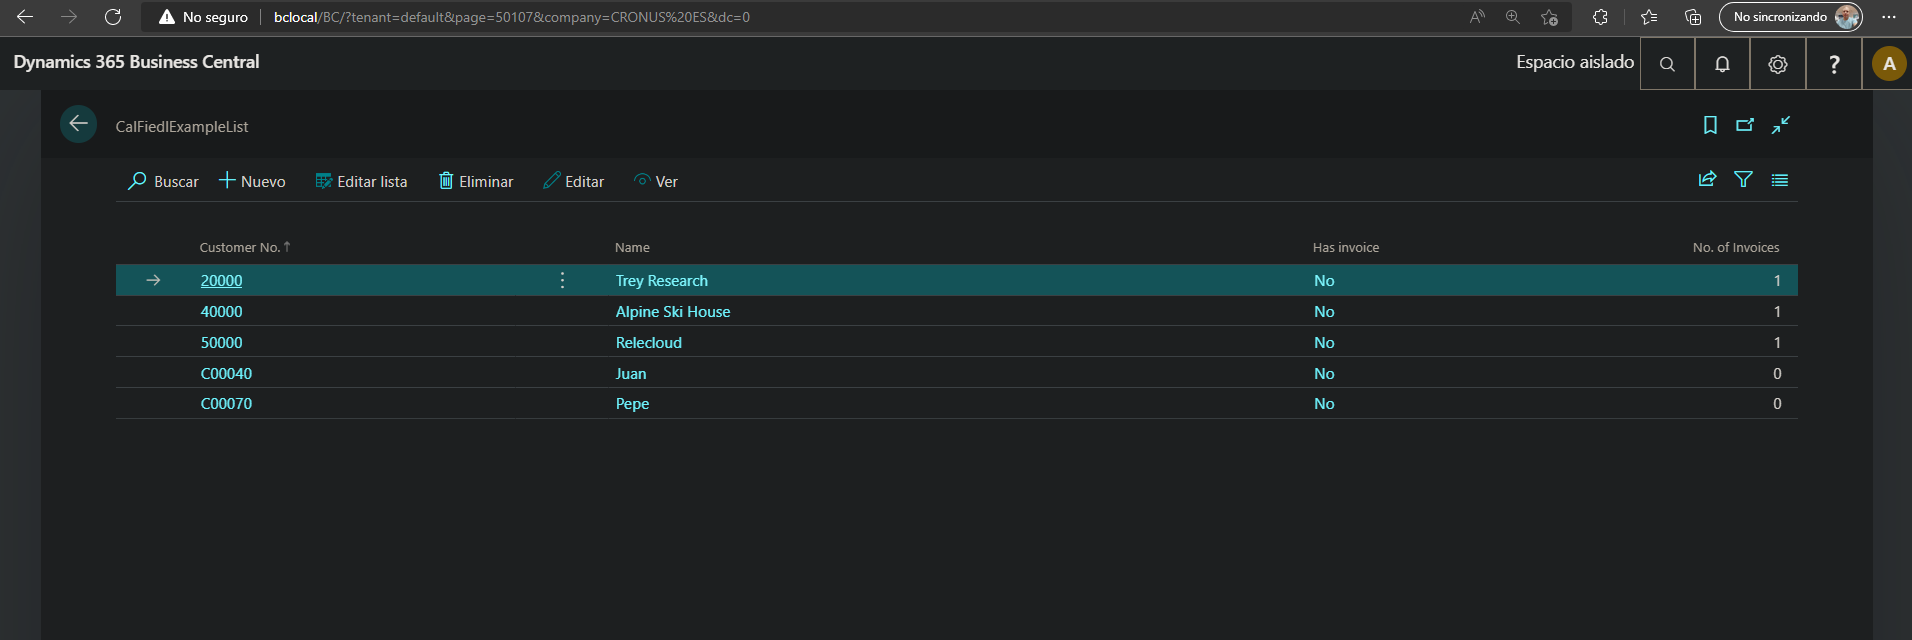 No seguro bclocal/BC/?tenant=default&page=50107&company=CRONUS%20ES&dc=0 No sincronizando
Dynamics 365 Business Central Espacio aislado ? A
CalFiedlExampleList
Buscar Nuevo Editar lista Eliminar Editar Ver
Customer No. ↑ Name Has invoice No. of Invoices
20000 Trey Research No 1
40000 Alpine Ski House No 1
50000 Relecloud No 1
C00040 Juan No 0
C00070 Pepe No 0